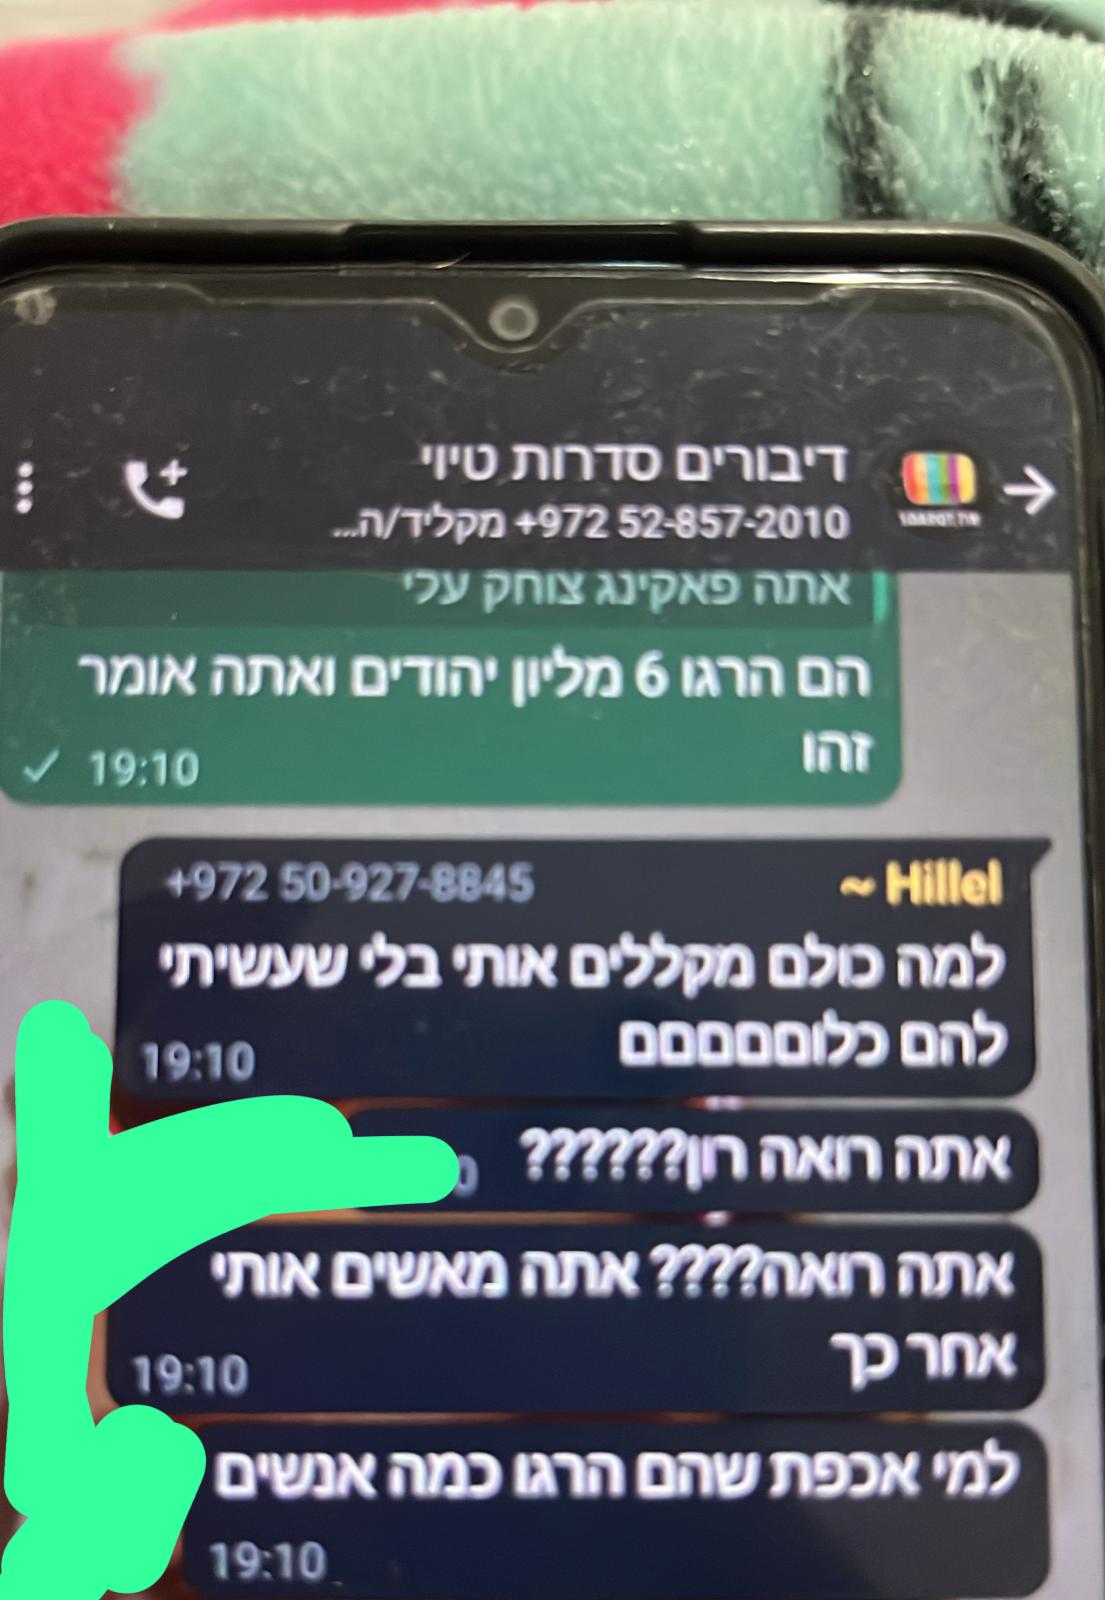 דיבורים סדרות טיוי
+972 52-857-2010 מקליד/ה...
אתה פאקינג צוחק עלי
הם הרגו 6 מליון יהודים ואתה אומר
זהו
19:10
~ Hillel +972 50-927-8845
למה כולם מקללים אותי בלי שעשיתי
להם כלוםםםםםם
19:10
אתה רואה רון??????
אתה רואה???? אתה מאשים אותי
אחר כך
19:10
למי אכפת שהם הרגו כמה אנשים
19:10